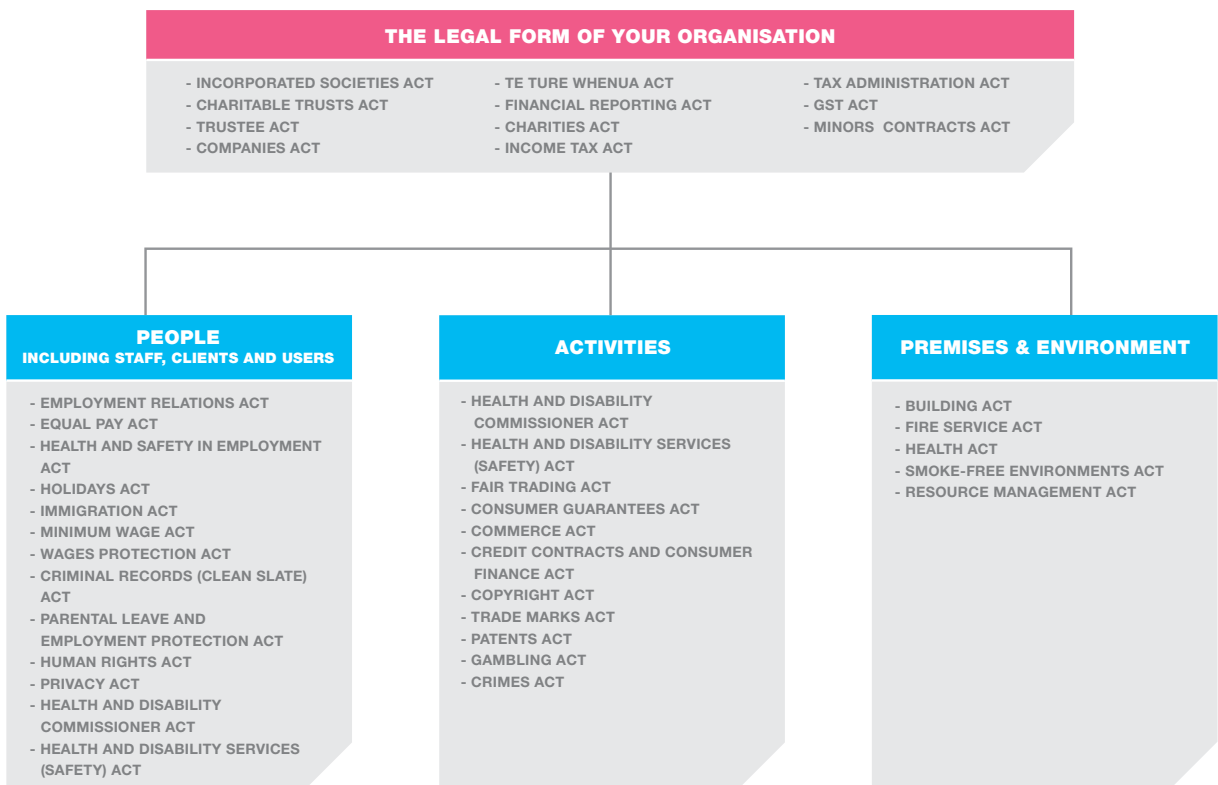 THE LEGAL FORM OF YOUR ORGANISATION
- INCORPORATED SOCIETIES ACT
- CHARITABLE TRUSTS ACT
- TRUSTEE ACT
- COMPANIES ACT
- TE TURE WHENUA ACT
- FINANCIAL REPORTING ACT
- CHARITIES ACT
- INCOME TAX ACT
- TAX ADMINISTRATION ACT
- GST ACT
- MINORS CONTRACTS ACT
PEOPLE
INCLUDING STAFF, CLIENTS AND USERS
- EMPLOYMENT RELATIONS ACT
- EQUAL PAY ACT
- HEALTH AND SAFETY IN EMPLOYMENT
ACT
- HOLIDAYS ACT
- IMMIGRATION ACT
- MINIMUM WAGE ACT
- WAGES PROTECTION ACT
- CRIMINAL RECORDS (CLEAN SLATE)
ACT
- PARENTAL LEAVE AND
EMPLOYMENT PROTECTION ACT
- HUMAN RIGHTS ACT
- PRIVACY ACT
- HEALTH AND DISABILITY
COMMISSIONER ACT
- HEALTH AND DISABILITY SERVICES
(SAFETY) ACT
ACTIVITIES
- HEALTH AND DISABILITY
COMMISSIONER ACT
- HEALTH AND DISABILITY SERVICES
(SAFETY) ACT
- FAIR TRADING ACT
- CONSUMER GUARANTEES ACT
- COMMERCE ACT
- CREDIT CONTRACTS AND CONSUMER
FINANCE ACT
- COPYRIGHT ACT
- TRADE MARKS ACT
- PATENTS ACT
- GAMBLING ACT
- CRIMES ACT
PREMISES & ENVIRONMENT
- BUILDING ACT
- FIRE SERVICE ACT
- HEALTH ACT
- SMOKE-FREE ENVIRONMENTS ACT
- RESOURCE MANAGEMENT ACT